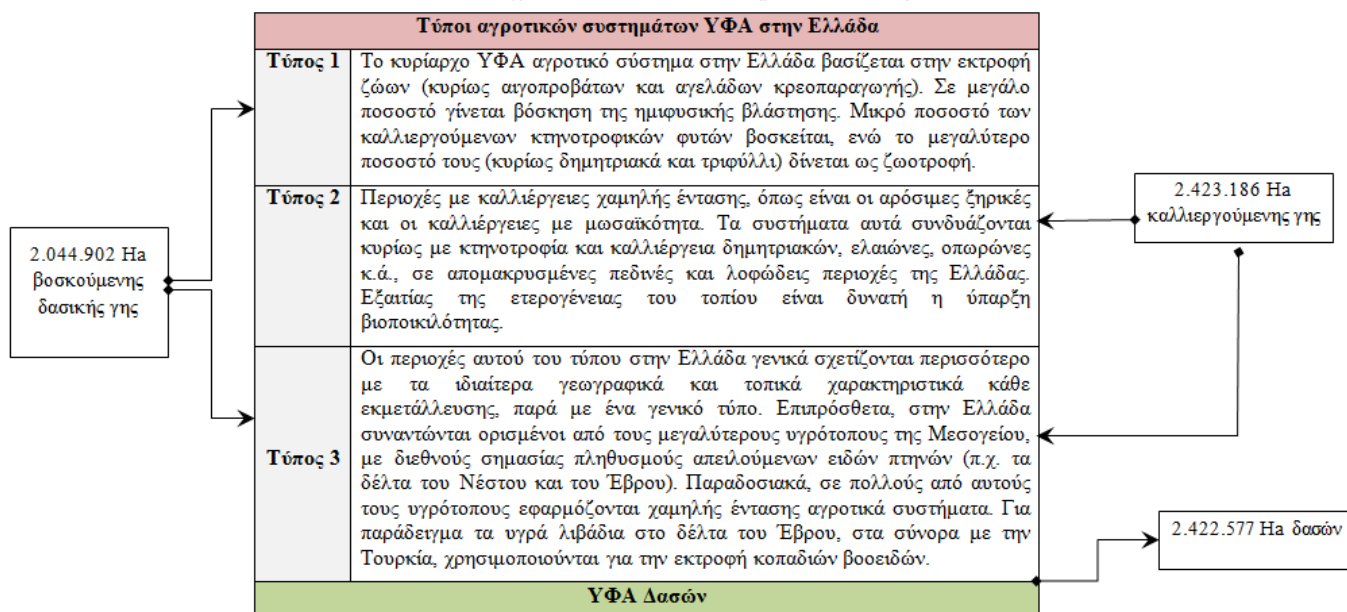 Τύποι αγροτικών συστημάτων ΥΦΑ στην Ελλάδα
Τύπος 1
Το κυρίαρχο ΥΦΑ αγροτικό σύστημα στην Ελλάδα βασίζεται στην εκτροφή
ζώων (κυρίως αιγοπροβάτων και αγελάδων κρεοπαραγωγής). Σε μεγάλο
ποσοστό γίνεται βόσκηση της ημιφυσικής βλάστησης. Μικρό ποσοστό των
καλλιεργούμενων κτηνοτροφικών φυτών βοσκείται, ενώ το μεγαλύτερο
ποσοστό τους (κυρίως δημητριακά και τριφύλλι) δίνεται ως ζωοτροφή.
Τύπος 2
Περιοχές με καλλιέργειες χαμηλής έντασης, όπως είναι οι αρόσιμες ξηρικές
και οι καλλιέργειες με μωσαϊκότητα. Τα συστήματα αυτά συνδυάζονται
κυρίως με κτηνοτροφία και καλλιέργεια δημητριακών, ελαιώνες, οπωρώνες
κ.ά., σε απομακρυσμένες πεδινές και λοφώδεις περιοχές της Ελλάδας.
Εξαιτίας της ετερογένειας του τοπίου είναι δυνατή η ύπαρξη
βιοποικιλότητας.
Τύπος 3
Οι περιοχές αυτού του τύπου στην Ελλάδα γενικά σχετίζονται περισσότερο
με τα ιδιαίτερα γεωγραφικά και τοπικά χαρακτηριστικά κάθε
εκμετάλλευσης, παρά με ένα γενικό τύπο. Επιπρόσθετα, στην Ελλάδα
συναντώνται ορισμένοι από τους μεγαλύτερους υγρότοπους της Μεσογείου,
με διεθνούς σημασίας πληθυσμούς απειλούμενων ειδών πτηνών (π.χ. τα
δέλτα του Νέστου και του Έβρου). Παραδοσιακά, σε πολλούς από αυτούς
τους υγρότοπους εφαρμόζονται χαμηλής έντασης αγροτικά συστήματα. Για
παράδειγμα τα υγρά λιβάδια στο δέλτα του Έβρου, στα σύνορα με την
Τουρκία, χρησιμοποιούνται για την εκτροφή κοπαδιών βοοειδών.
ΥΦΑ Δασών
2.044.902 Ha
βοσκούμενης
δασικής γης
2.423.186 Ha
καλλιεργούμενης γης
2.422.577 Ha δασών